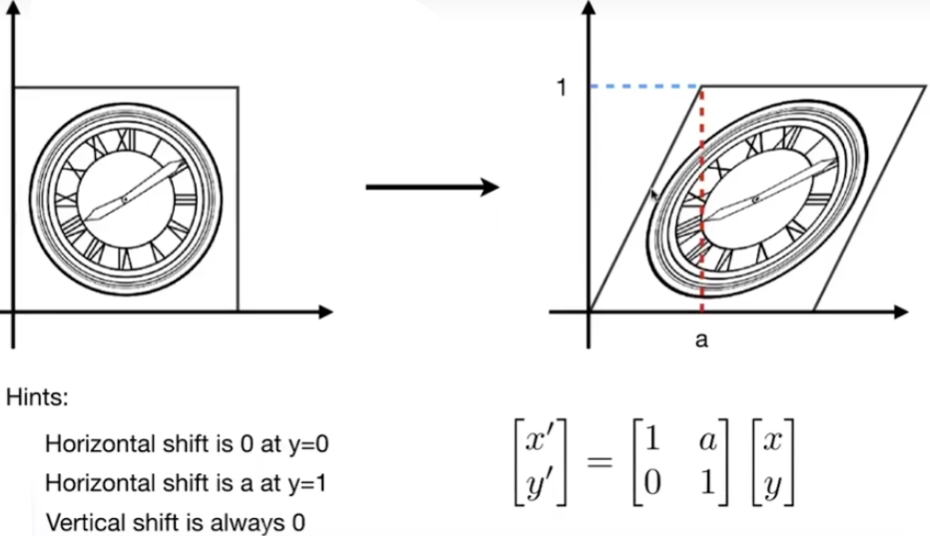 1
a
Hints:
Horizontal shift is 0 at y=0
Horizontal shift is a at y=1
Vertical shift is always 0
[x′ y′] = [1 a 0 1] [x y]